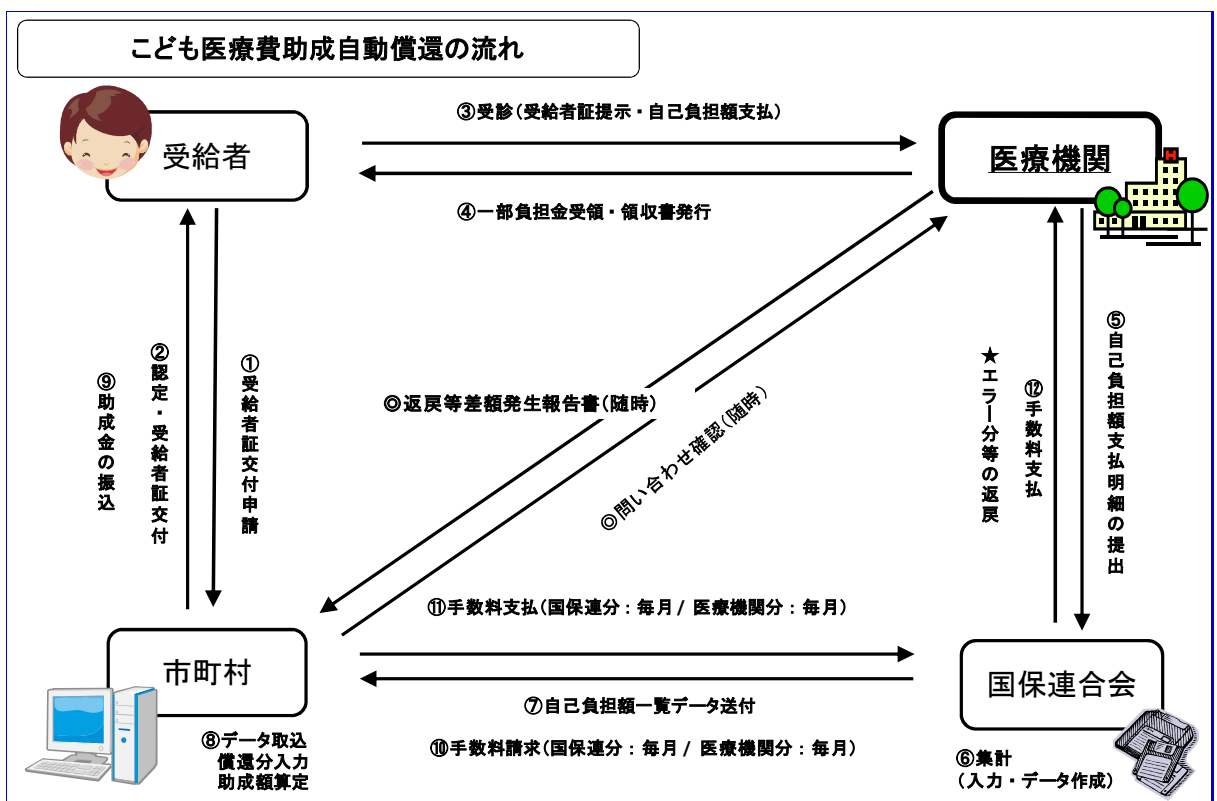 こども医療費助成自動償還の流れ
③受診(受給者証提示・自己負担額支払)
受給者
医療機関
H
④一部負担金受領・領収書発行
⑨助成金の振込
②認定・受給者証交付
①受給者証交付申請
◎返戻等差額発生報告書(随時)
◎問い合わせ確認(随時)
★エラー分等の返戻
⑫手数料支払
⑤自己負担額支払明細の提出
⑪手数料支払(国保連分:毎月/ 医療機関分:毎月)
市町村
国保連合会
⑦自己負担額一覧データ送付
⑧データ取込
償還分入力
助成額算定
⑩手数料請求(国保連分:毎月/ 医療機関分:毎月)
⑥集計
(入力・データ作成)